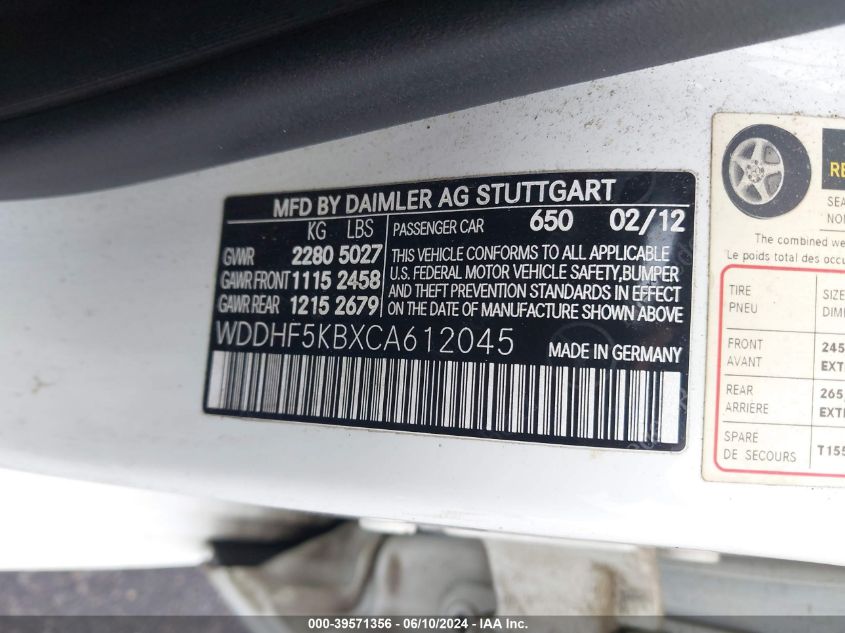 MFD BY DAIMLER AG STUTTGART
KG LBS
GVWR 2280 5027
GAWR FRONT 1115 2458
GAWR REAR 1215 2679
PASSENGER CAR 650 02/12
THIS VEHICLE CONFORMS TO ALL APPLICABLE
U.S. FEDERAL MOTOR VEHICLE SAFETY, BUMPER
AND THEFT PREVENTION STANDARDS IN EFFECT
ON THE DATE OF MANUFACTURE SHOWN ABOVE
WDDHF5KBXCA612045 MADE IN GERMANY
The combined
Le poids total des
TIRE
PNEU
FRONT
AVANT
REAR
ARRIÈRE
SPARE
DE SECOURS
000-39571356 - 06/10/2024 - IAA Inc.